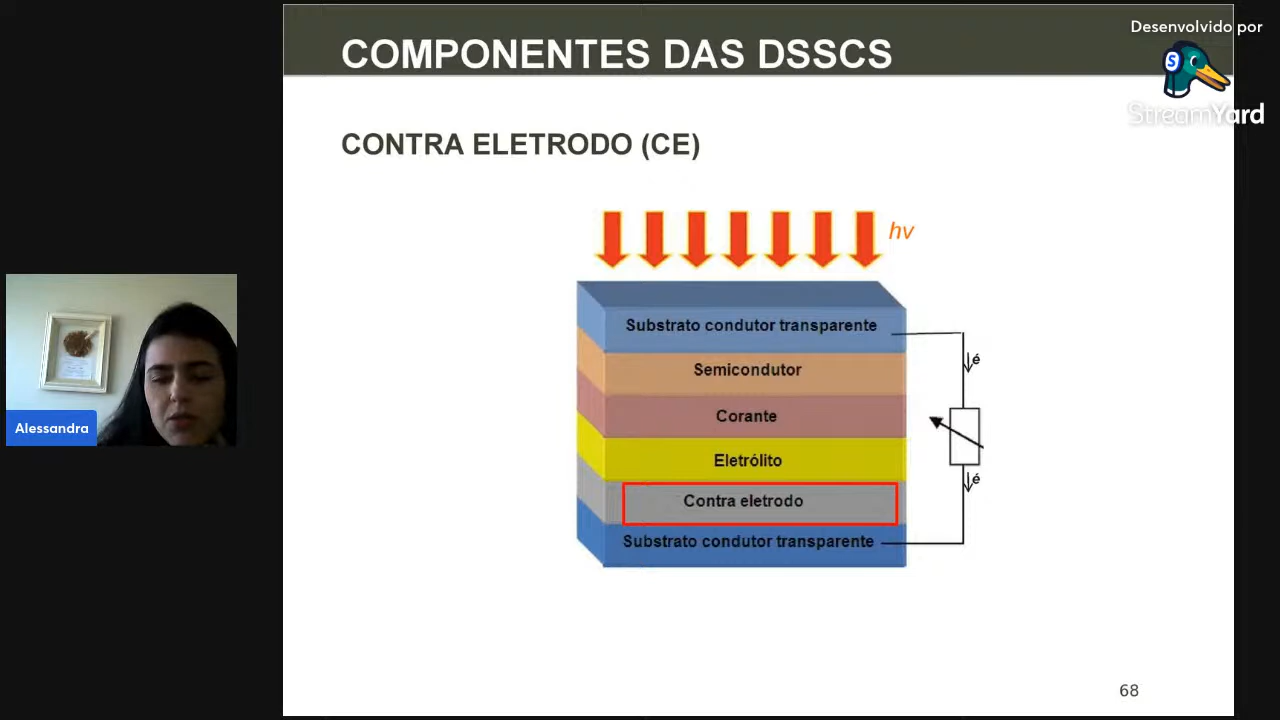 Desenvolvido por
StreamYard
COMPONENTES DAS DSSCS
CONTRA ELETRODO (CE)
hv
Substrato condutor transparente
Semicondutor
Corante
Eletrólito
Contra eletrodo
Substrato condutor transparente
é
é
Alessandra
68